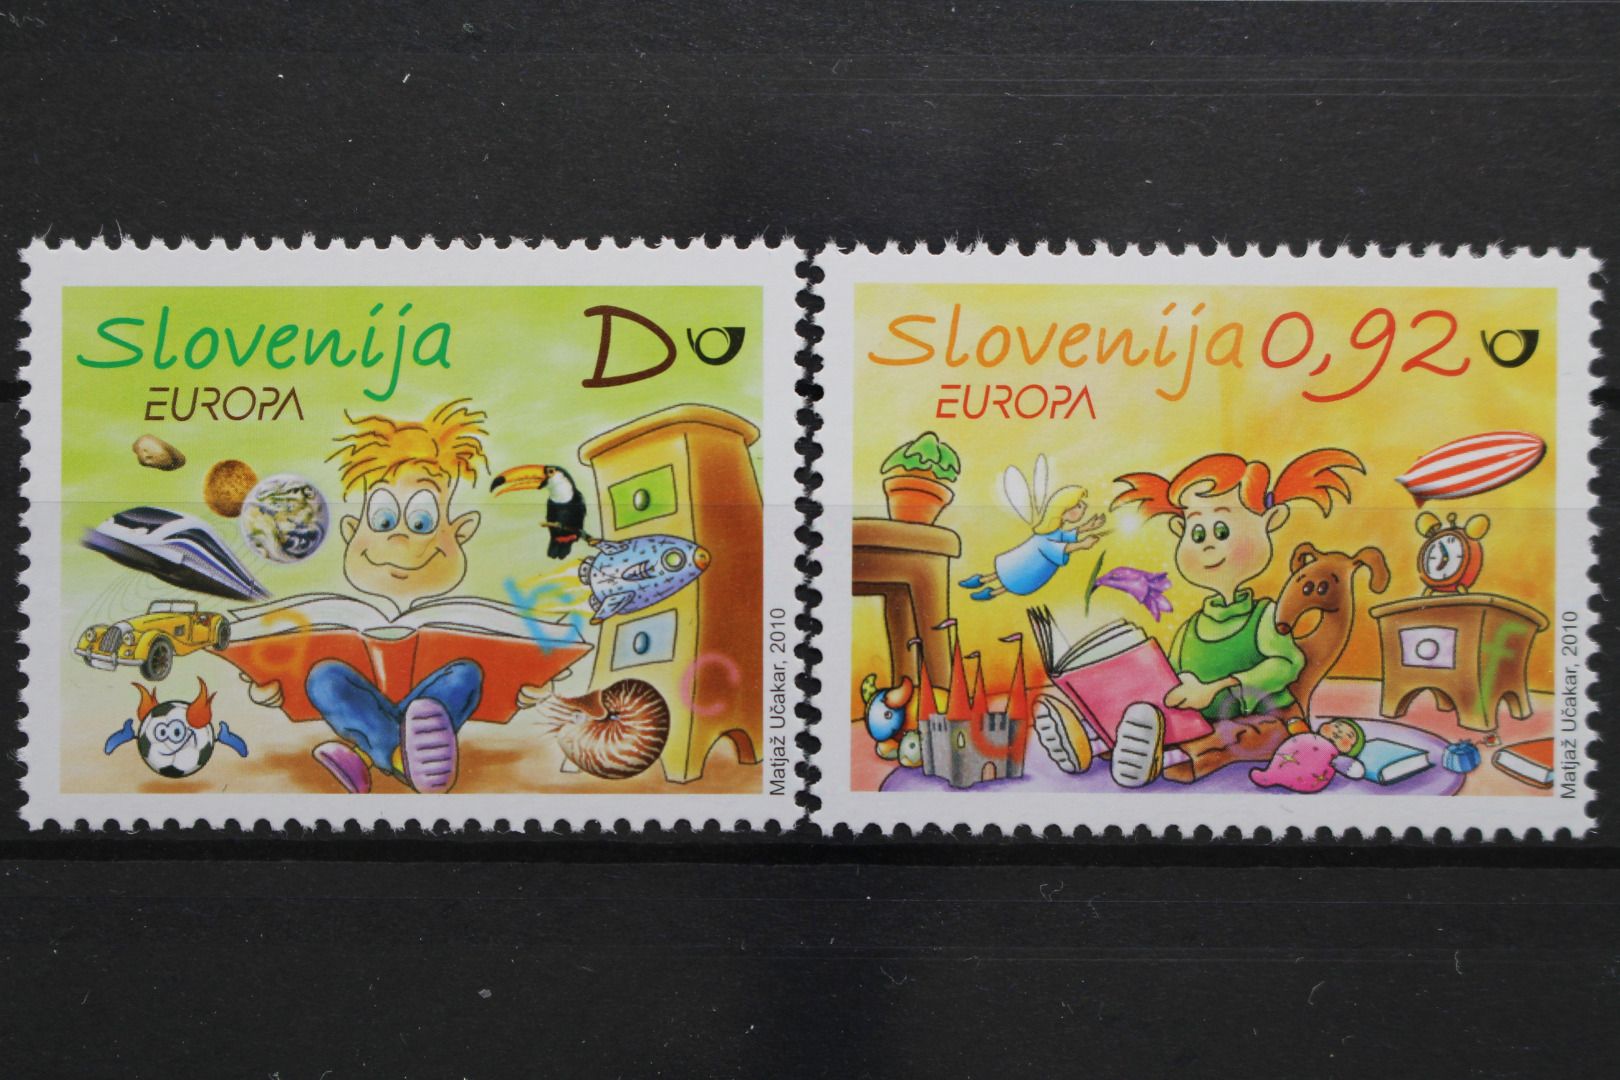 Slovenija D
EUROPA
a b c
Matjaž Učakar, 2010
Slovenija 0,92
EUROPA
d e f
Matjaž Učakar, 2010